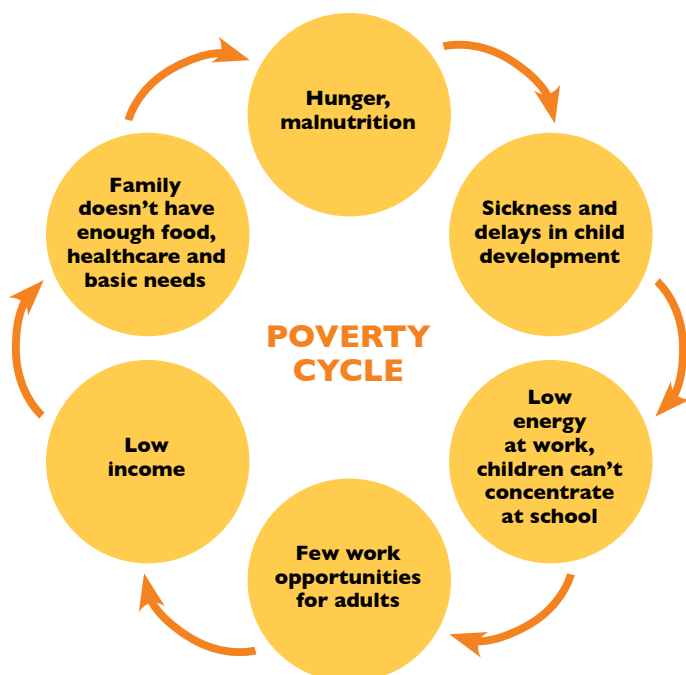 Hunger,
malnutrition
Sickness and
delays in child
development
Low
energy
at work,
children can't
concentrate
at school
Few work
opportunities
for adults
Low
income
Family
doesn't have
enough food,
healthcare and
basic needs
POVERTY
CYCLE